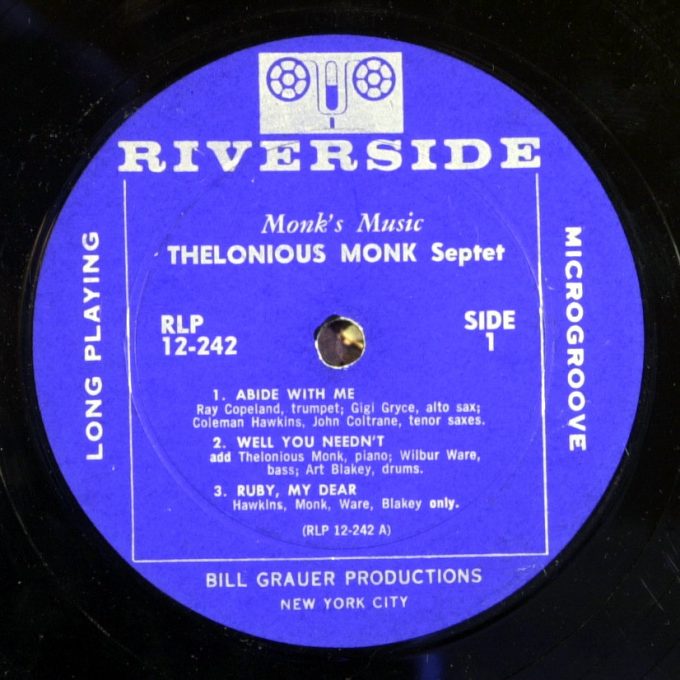 RIVERSIDE
Monk's Music
THELONIOUS MONK Septet
LONG PLAYING
MICROGROOVE
RLP
12-242
SIDE
1
1. ABIDE WITH ME
Ray Copeland, trumpet; Gigi Gryce, alto sax;
Coleman Hawkins, John Coltrane, tenor saxes.
2. WELL YOU NEEDN'T
add Thelonious Monk, piano; Wilbur Ware,
bass; Art Blakey, drums.
3. RUBY, MY DEAR
Hawkins, Monk, Ware, Blakey only.
(RLP 12-242 A)
BILL GRAUER PRODUCTIONS
NEW YORK CITY